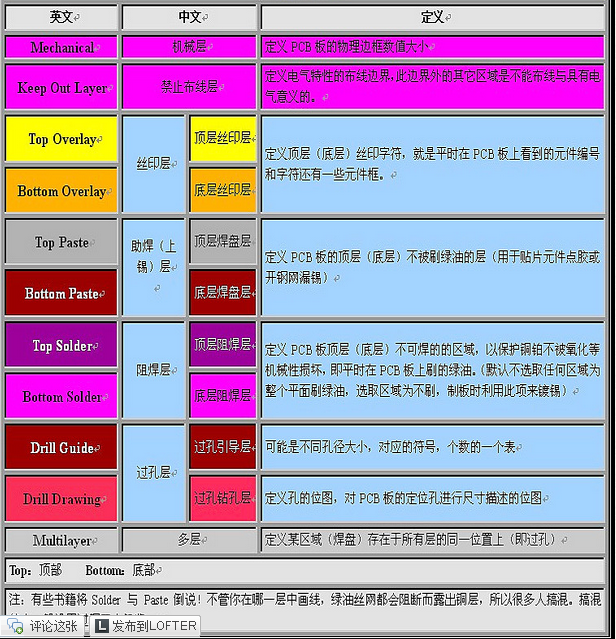 英文 中文 定义
Mechanical 机械层 定义 PCB 板的物理边框数值大小
Keep Out Layer 禁止布线层 定义电气特性的布线边界,此边界外的其它区域是不能布线与具有电
气意义的。
Top Overlay 丝印层 顶层丝印层 定义顶层（底层）丝印字符，就是平时在 PCB 板上看到的元件编号
和字符还有一些元件框。
Bottom Overlay 底层丝印层
Top Paste 助焊（上
锡）层 顶层焊盘层 定义 PCB 板的顶层（底层）不被刷绿油的层（用于贴片元件点胶或
开钢网漏锡）
Bottom Paste 底层焊盘层
Top Solder 阻焊层 顶层阻焊层 定义 PCB 板顶层（底层）不可焊的的区域，以保护铜铂不被氧化等
机械性损坏，即平时在 PCB 板上刷的绿油。（默认不选取任何区域为
整个平面刷绿油，选取区域为不刷，制板时利用此项来镀锡）
Bottom Solder 底层阻焊层
Drill Guide 过孔层 过孔引导层 可能是不同孔径大小，对应的符号，个数的一个表
Drill Drawing 过孔钻孔层 定义孔的位图，对 PCB 板的定位孔进行尺寸描述的位图
Multilayer 多层 定义某区域（焊盘）存在于所有层的同一位置上（即过孔）
Top：顶部 Bottom：底部
注：有些书籍将 Solder 与 Paste 倒说！不管你在哪一层中画线，绿油丝网都会阻断而露出铜层，所以很多人搞混。搞混
评论这张 发布到LOFTER